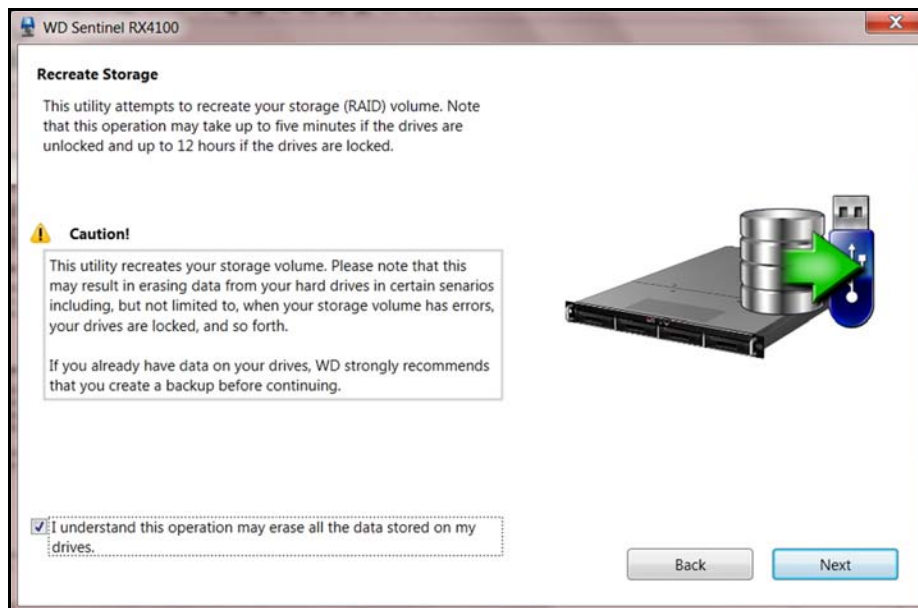 WD Sentinel RX4100
Recreate Storage
This utility attempts to recreate your storage (RAID) volume. Note
that this operation may take up to five minutes if the drives are
unlocked and up to 12 hours if the drives are locked.
Caution!
This utility recreates your storage volume. Please note that this
may result in erasing data from your hard drives in certain senarios
including, but not limited to, when your storage volume has errors,
your drives are locked, and so forth.
If you already have data on your drives, WD strongly recommends
that you create a backup before continuing.
I understand this operation may erase all the data stored on my
drives.
Back
Next